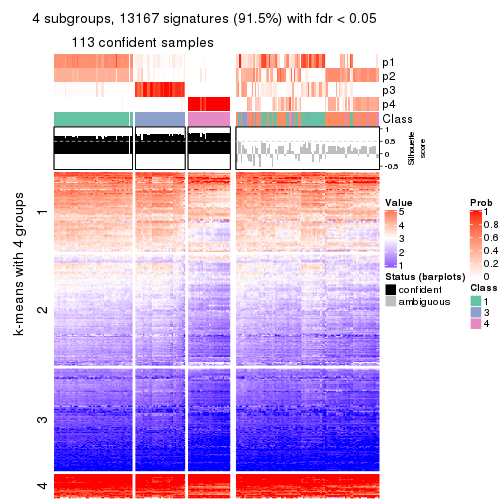 4 subgroups, 13167 signatures (91.5%) with fdr < 0.05
113 confident samples
p1
p2
p3
p4
Class
1
0.5
0
-0.5
Silhouette
score
k-means with 4 groups
1
2
3
4
Value
5
4
3
2
1
Status (barplots)
confident
ambiguous
Prob
1
0.8
0.6
0.4
0.2
0
Class
1
3
4